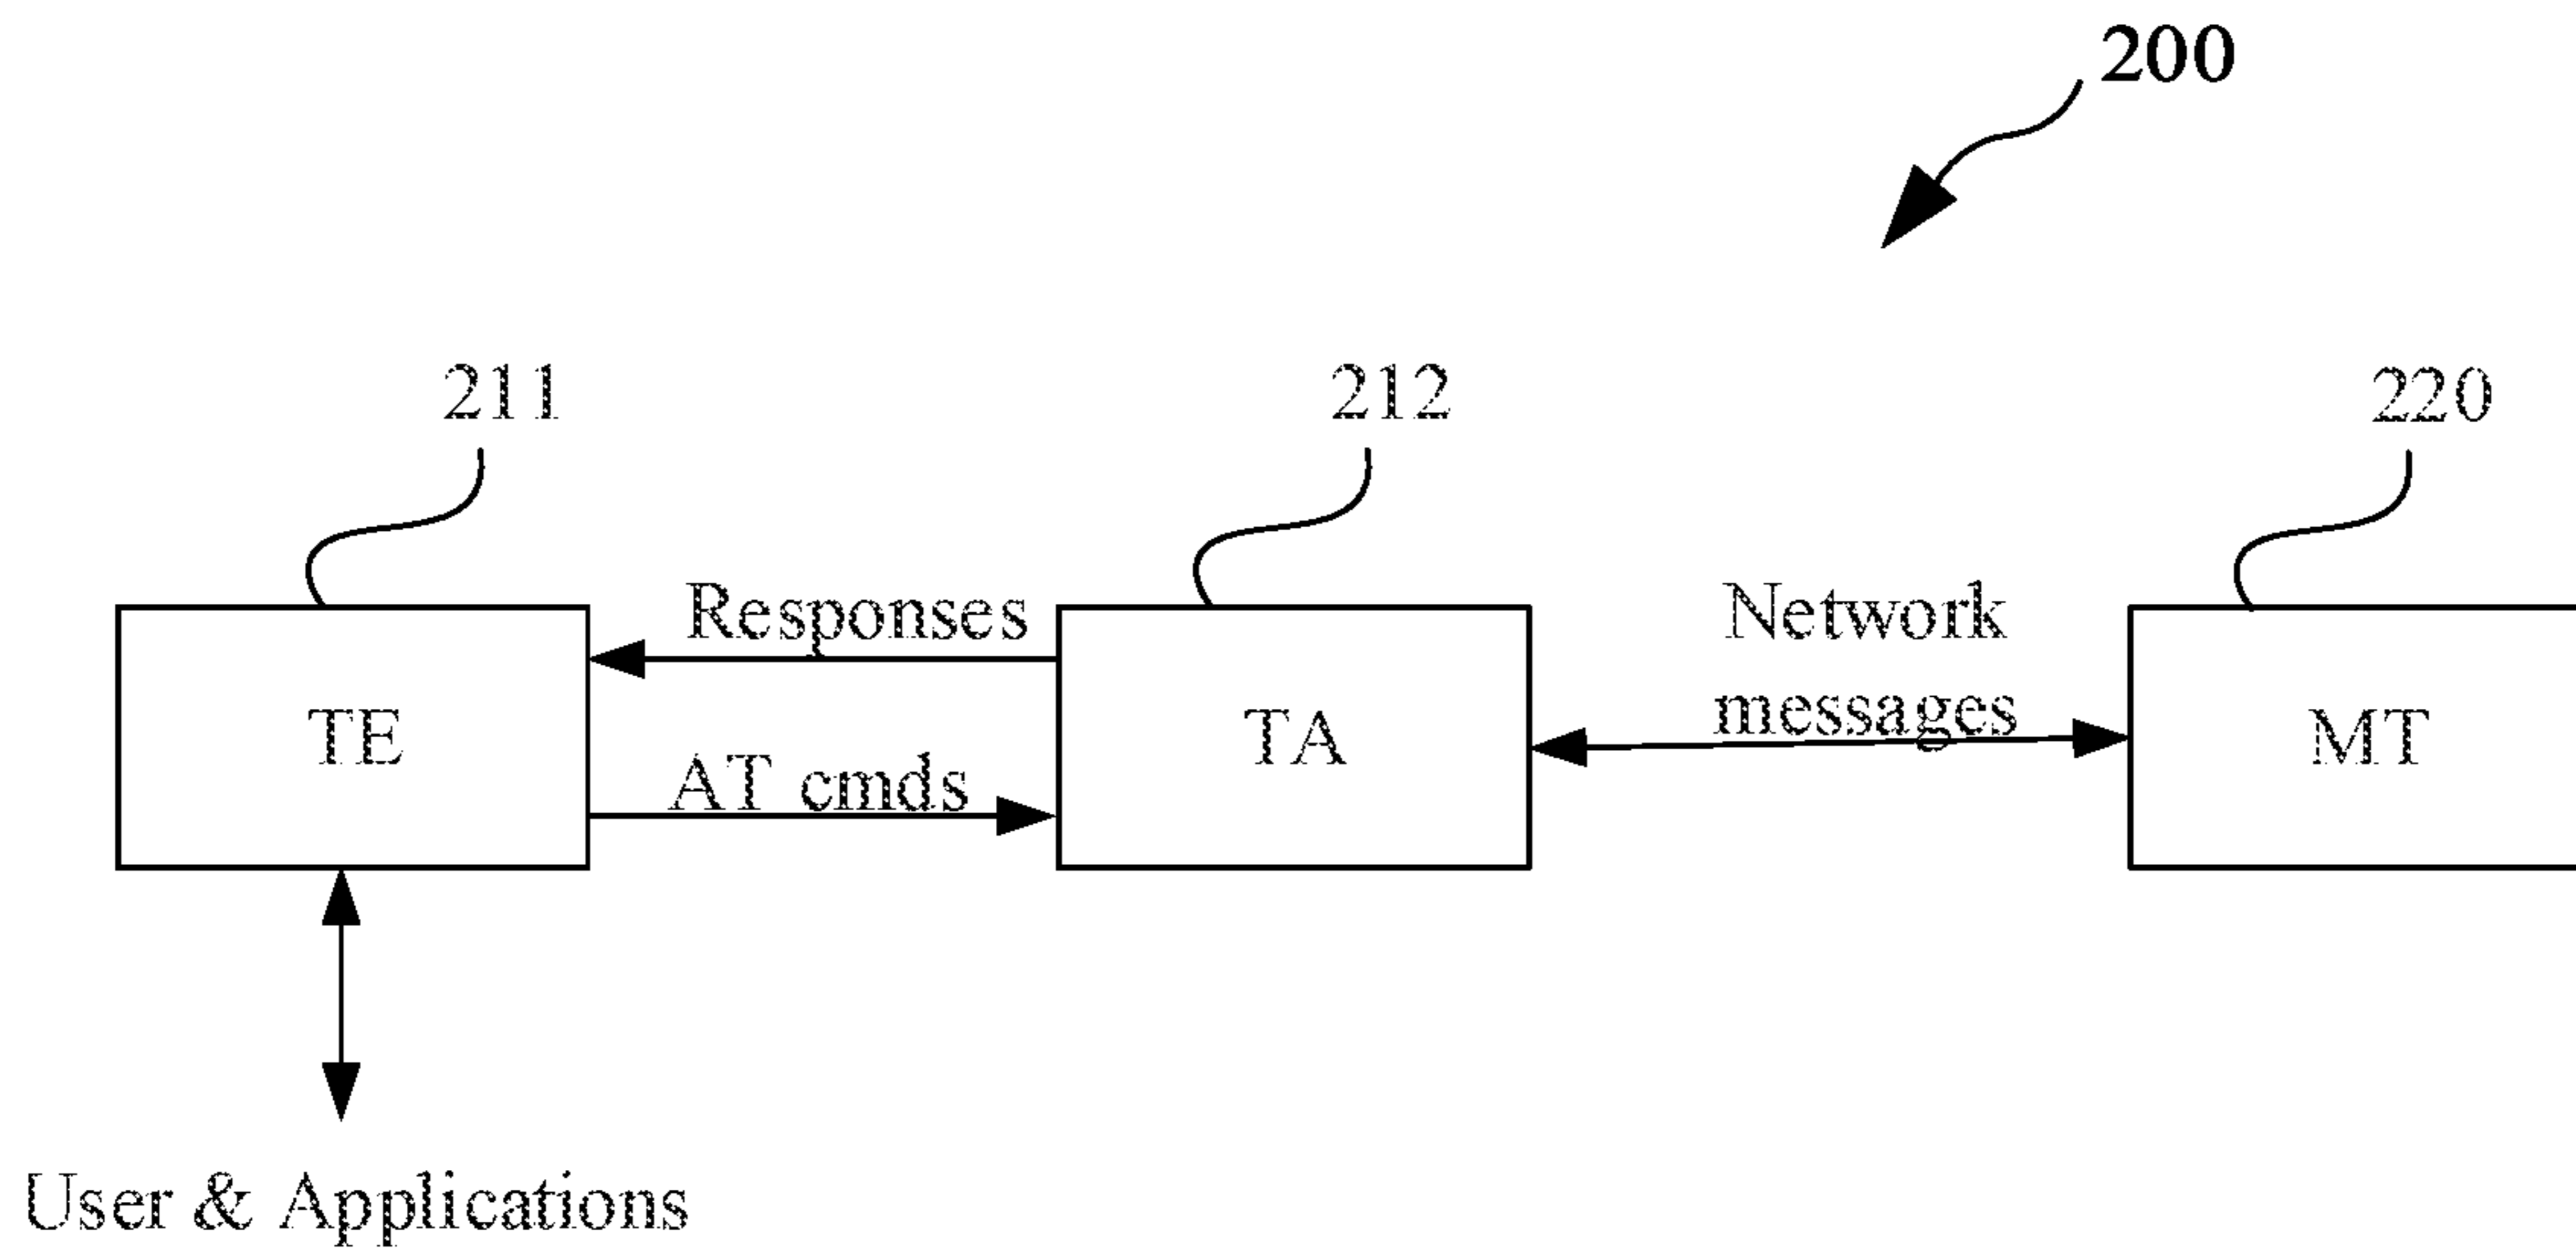 200
211
212
220
Responses
Network
messages
TE
AT cmds
TA
MT
User & Applications